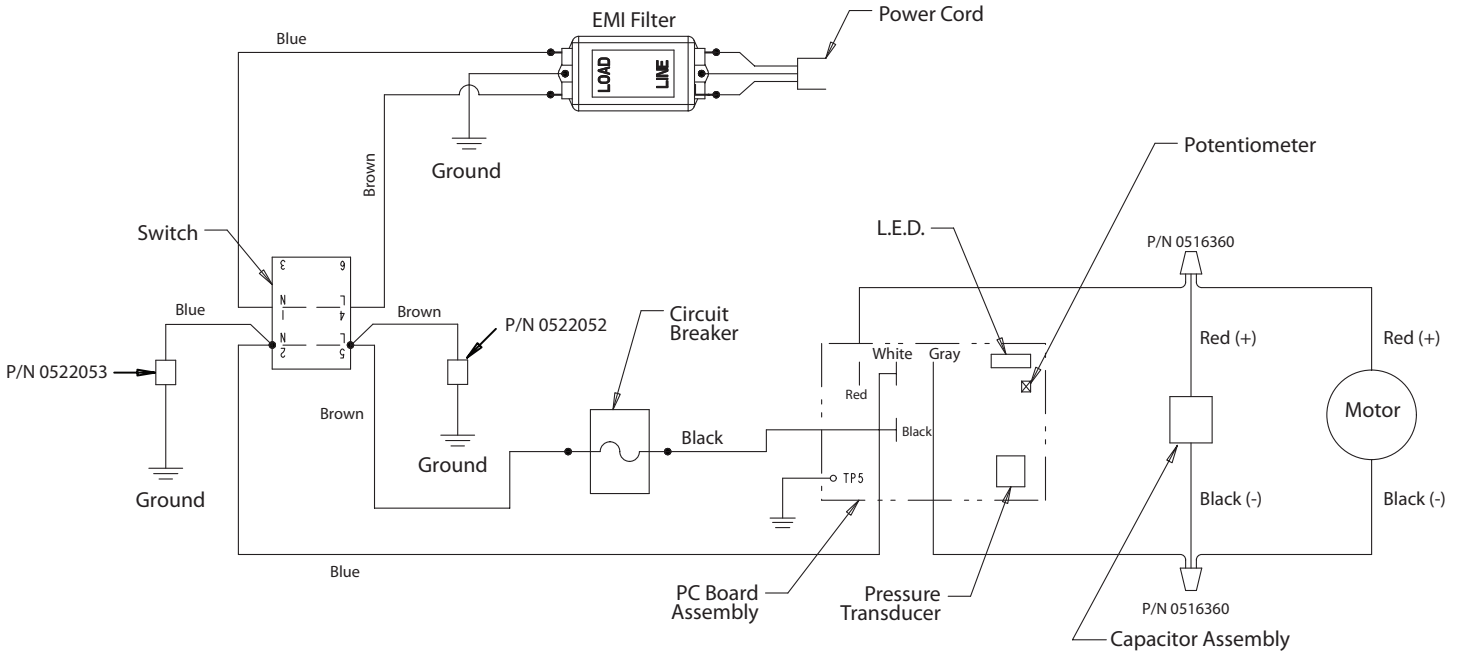 Power Cord
EMI Filter
Blue
LOAD
LINE
Ground
Brown
Potentiometer
Switch
L.E.D.
P/N 0516360
3
6
N
L
1
4
Blue
Brown
N
L
2
5
P/N 0522052
Circuit
Breaker
P/N 0522053
White
Gray
Red (+)
Red (+)
Red
Brown
Motor
Black
Black
Ground
TP5
Ground
Black (-)
Black (-)
Blue
PC Board
Assembly
Pressure
Transducer
P/N 0516360
Capacitor Assembly